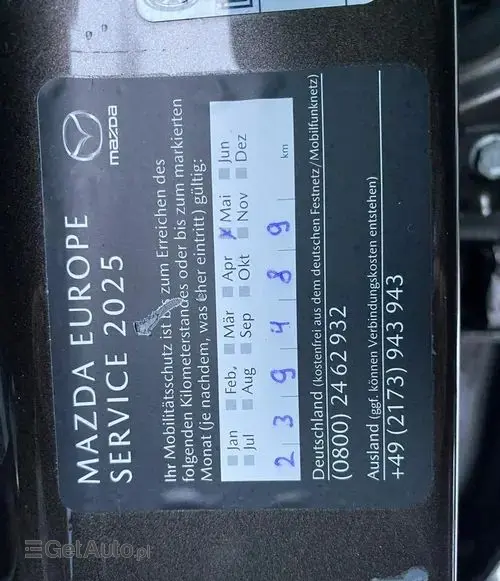 mazda
MAZDA EUROPE
SERVICE 2025
Ihr Mobilitätsschutz ist bis zum Erreichen des
folgenden Kilometerstandes oder bis zum markierten
Monat (je nachdem, was eher eintritt) gültig:
Jan Feb, Mär Apr x Mai Jun
Jul Aug Sep Okt Nov Dez
2 3 9 4 8 9 km
Deutschland (kostenfrei aus dem deutschen Festnetz/Mobilfunknetz)
(0800) 24 62 932
Ausland (ggf. können Verbindungskosten entstehen)
+49 (2173) 943 943
GetAuto.pl